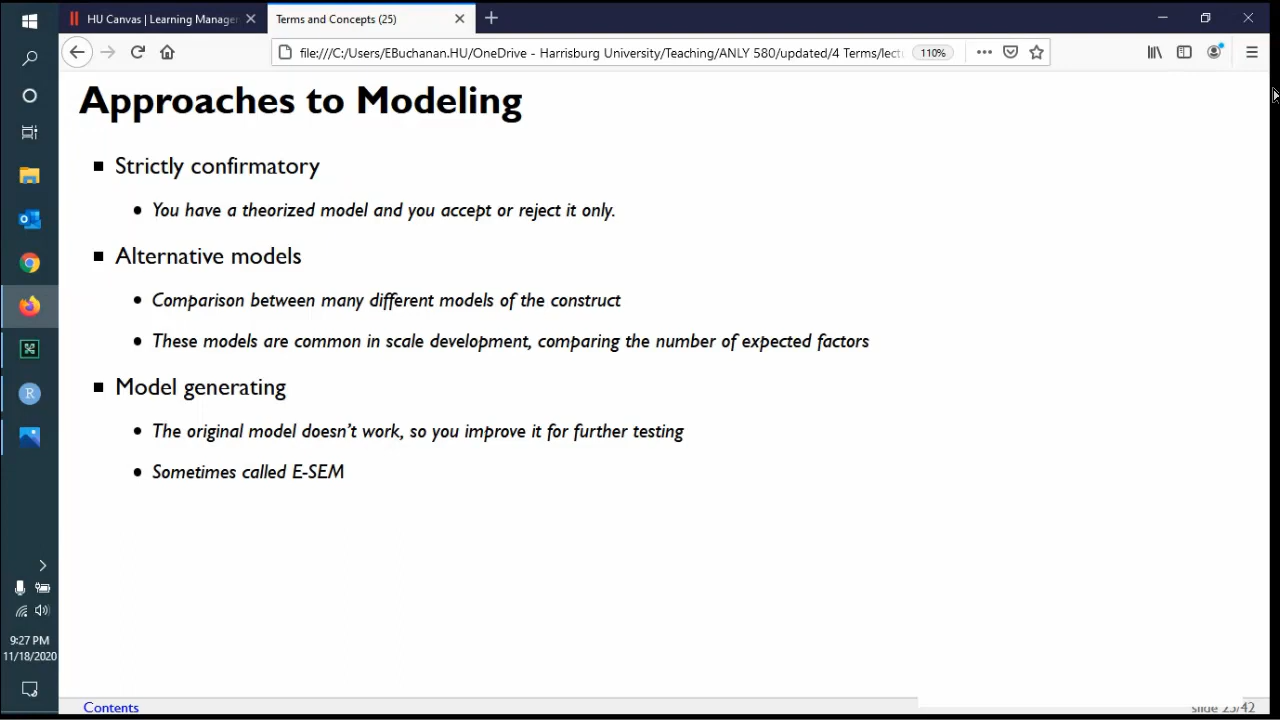 HU Canvas | Learning Manage
Terms and Concepts (25)
file:///C:/Users/EBuchanan.HU/OneDrive - Harrisburg University/Teaching/ANLY 580/updated/4 Terms/lect
110%
Approaches to Modeling
Strictly confirmatory
You have a theorized model and you accept or reject it only.
Alternative models
Comparison between many different models of the construct
These models are common in scale development, comparing the number of expected factors
Model generating
The original model doesn't work, so you improve it for further testing
Sometimes called E-SEM
R
9:27 PM
11/18/2020
Contents
slide 25/42